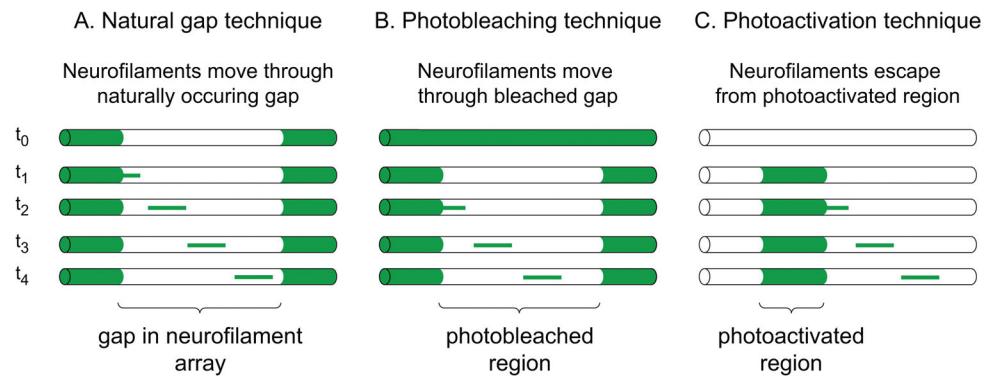 A. Natural gap technique
Neurofilaments move through
naturally occuring gap
B. Photobleaching technique
Neurofilaments move
through bleached gap
C. Photoactivation technique
Neurofilaments escape
from photoactivated region
t0
t1
t2
t3
t4
gap in neurofilament
array
photobleached
region
photoactivated
region